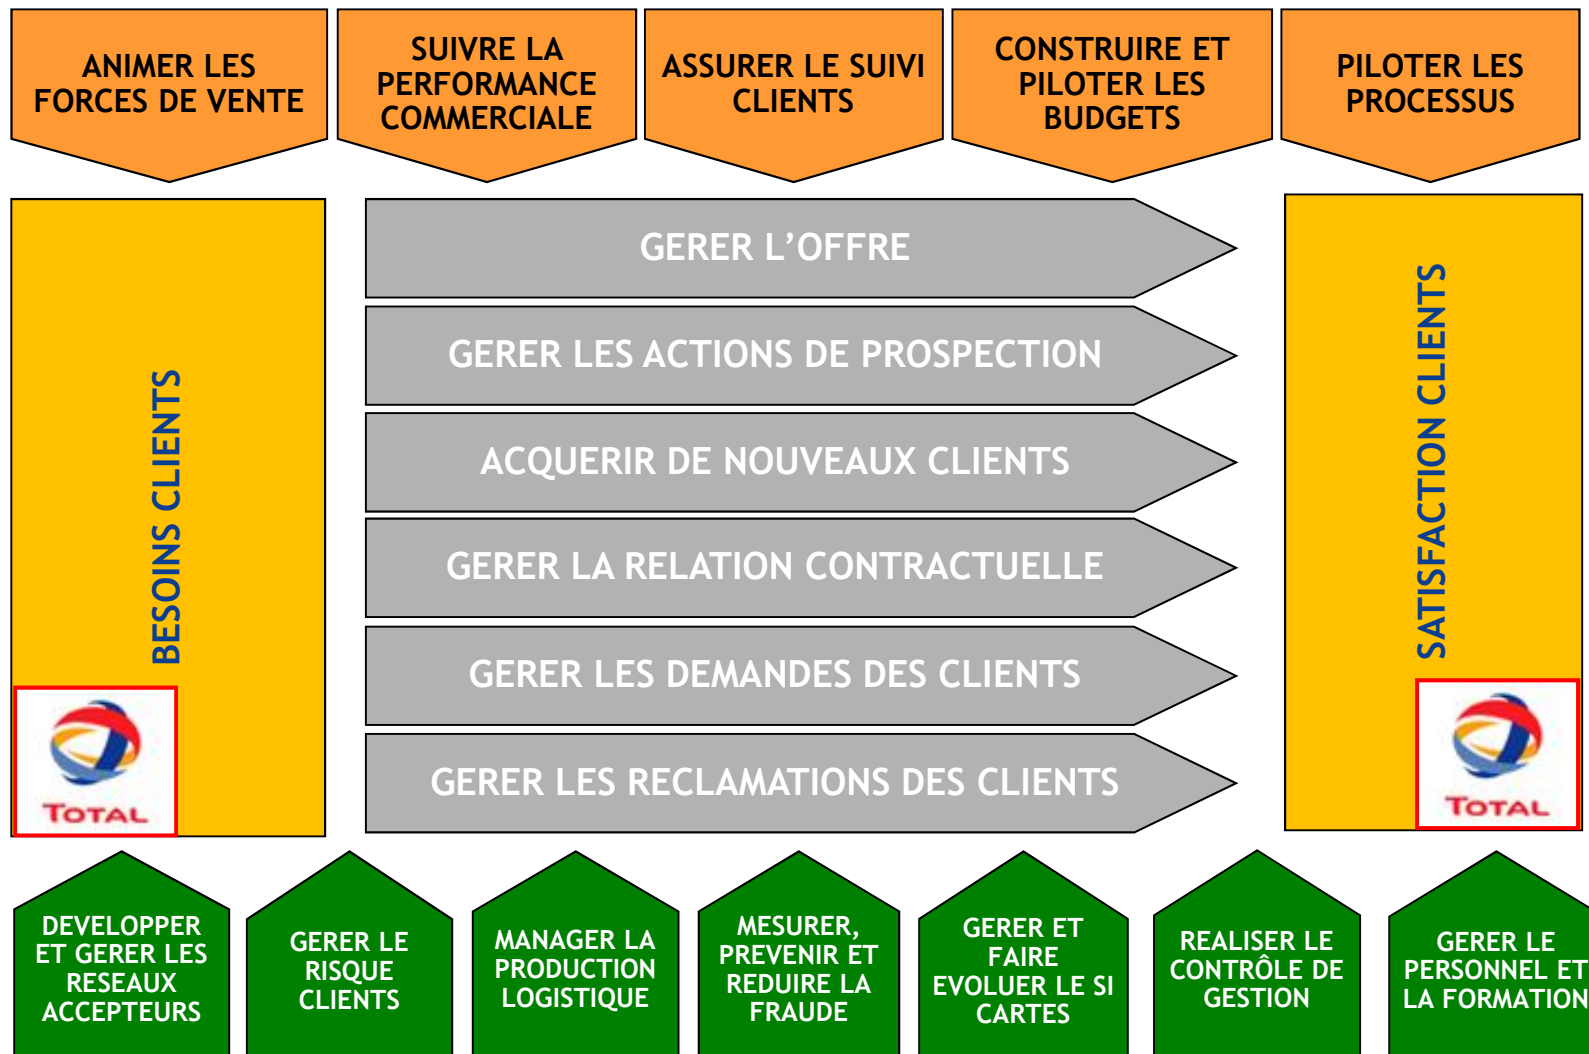 ANIMER LES
FORCES DE VENTE
SUIVRE LA
PERFORMANCE
COMMERCIALE
ASSURER LE SUIVI
CLIENTS
CONSTRUIRE ET
PILOTER LES
BUDGETS
PILOTER LES
PROCESSUS
BESOINS CLIENTS
GERER L’OFFRE
GERER LES ACTIONS DE PROSPECTION
ACQUERIR DE NOUVEAUX CLIENTS
GERER LA RELATION CONTRACTUELLE
GERER LES DEMANDES DES CLIENTS
GERER LES RECLAMATIONS DES CLIENTS
SATISFACTION CLIENTS
TOTAL
TOTAL
DEVELOPPER
ET GERER LES
RESEAUX
ACCEPTEURS
GERER LE
RISQUE
CLIENTS
MANAGER LA
PRODUCTION
LOGISTIQUE
MESURER,
PREVENIR ET
REDUIRE LA
FRAUDE
GERER ET
FAIRE
EVOLUER LE SI
CARTES
REALISER LE
CONTRÔLE DE
GESTION
GERER LE
PERSONNEL ET
LA FORMATION